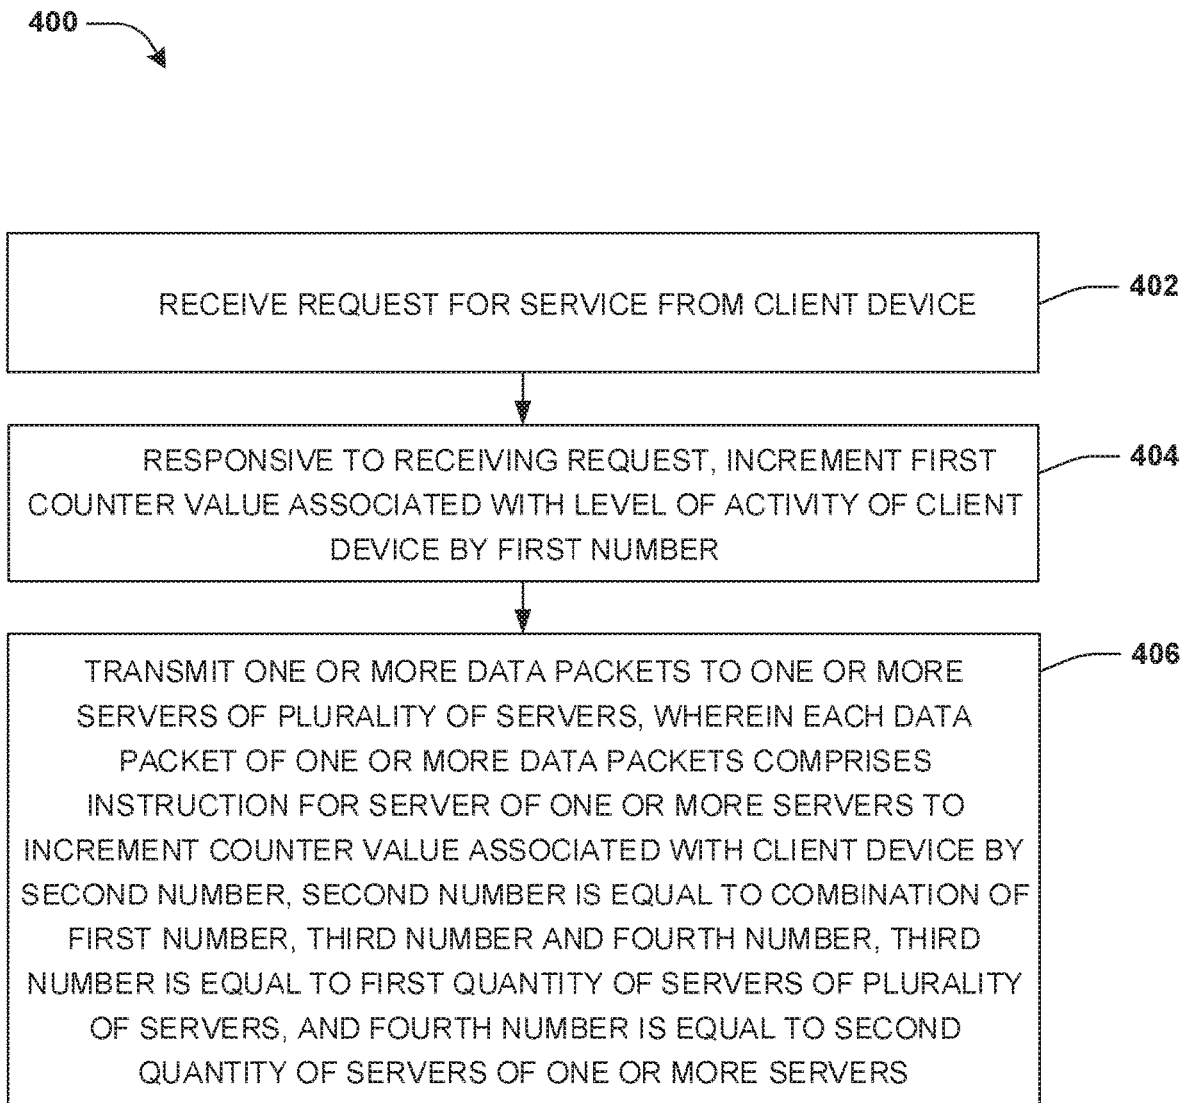 400
RECEIVE REQUEST FOR SERVICE FROM CLIENT DEVICE
402
RESPONSIVE TO RECEIVING REQUEST, INCREMENT FIRST
COUNTER VALUE ASSOCIATED WITH LEVEL OF ACTIVITY OF CLIENT
DEVICE BY FIRST NUMBER
404
TRANSMIT ONE OR MORE DATA PACKETS TO ONE OR MORE
SERVERS OF PLURALITY OF SERVERS, WHEREIN EACH DATA
PACKET OF ONE OR MORE DATA PACKETS COMPRISES
INSTRUCTION FOR SERVER OF ONE OR MORE SERVERS TO
INCREMENT COUNTER VALUE ASSOCIATED WITH CLIENT DEVICE BY
SECOND NUMBER, SECOND NUMBER IS EQUAL TO COMBINATION OF
FIRST NUMBER, THIRD NUMBER AND FOURTH NUMBER, THIRD
NUMBER IS EQUAL TO FIRST QUANTITY OF SERVERS OF PLURALITY
OF SERVERS, AND FOURTH NUMBER IS EQUAL TO SECOND
QUANTITY OF SERVERS OF ONE OR MORE SERVERS
406